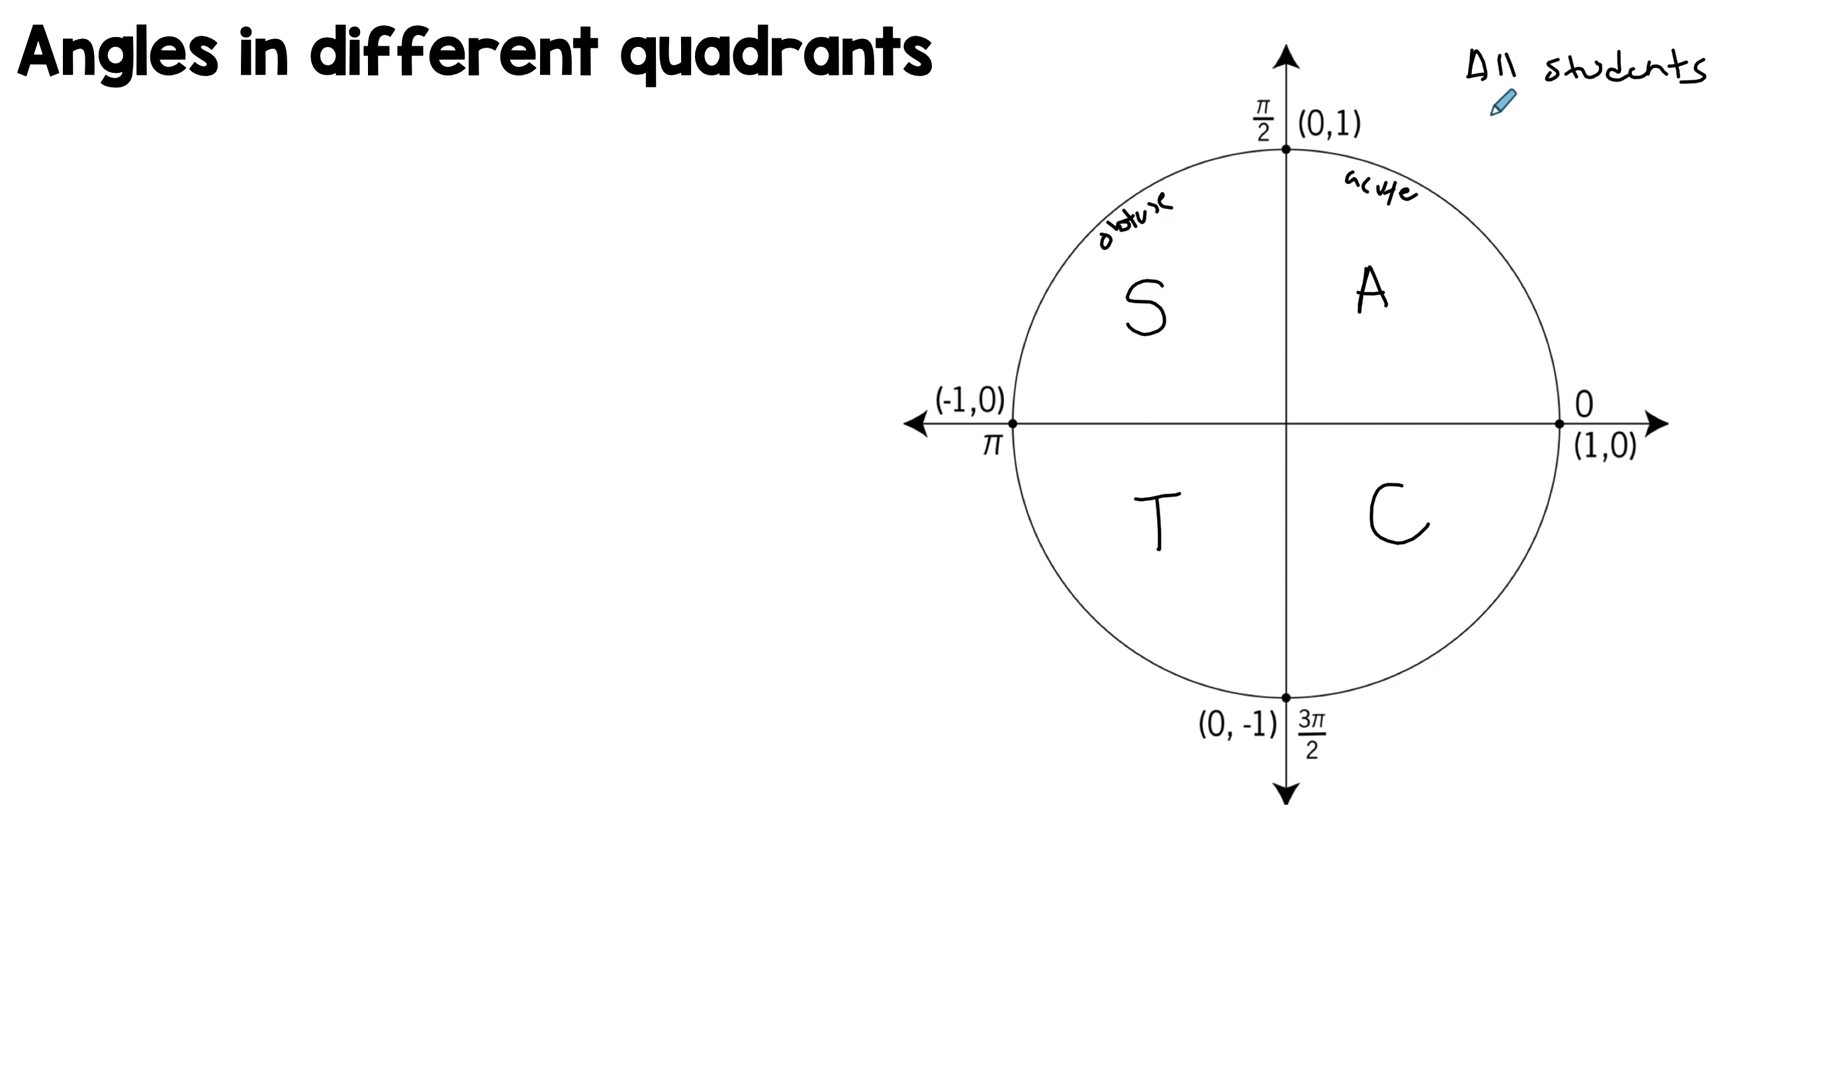 Angles in different quadrants
All students
π/2 (0,1)
acute
obtuse
S A
(-1,0) 0
π (1,0)
T C
(0, -1) 3π/2